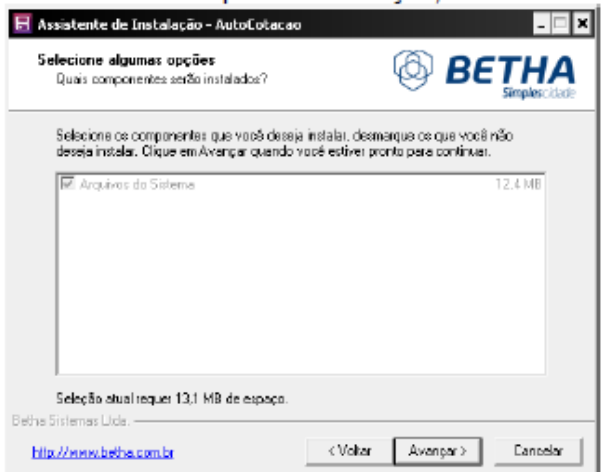 Assistente de Instalação - AutoCotacao
Selecione algumas opções
Quais componentes serão instalados?
BETHA
Simplescidade
Selecione os componentes que você deseja instalar, desmarque os que você não
deseja instalar. Clique em Avançar quando você estiver pronto para continuar.
Arquivos do Sistema 12,4 MB
Seleção atual requer 13,1 MB de espaço.
Betha Sistemas Ltda.
http://www.betha.com.br
< Voltar Avançar > Cancelar